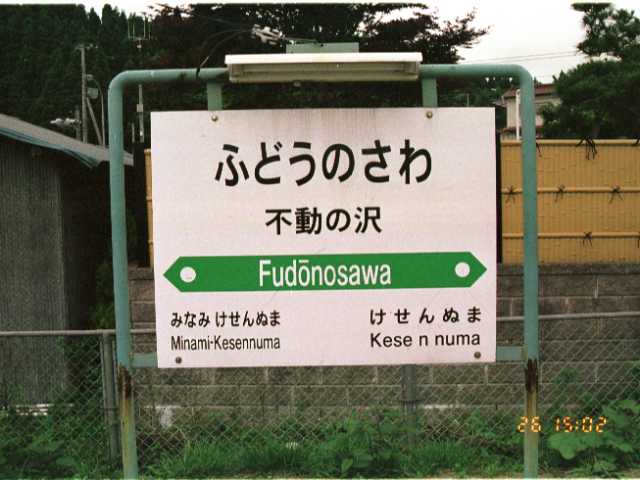 ふどうのさわ
不動の沢
Fudōnosawa
みなみ けせんぬま
Minami-Kesennuma
けせんぬま
Kese n numa
26 15:02